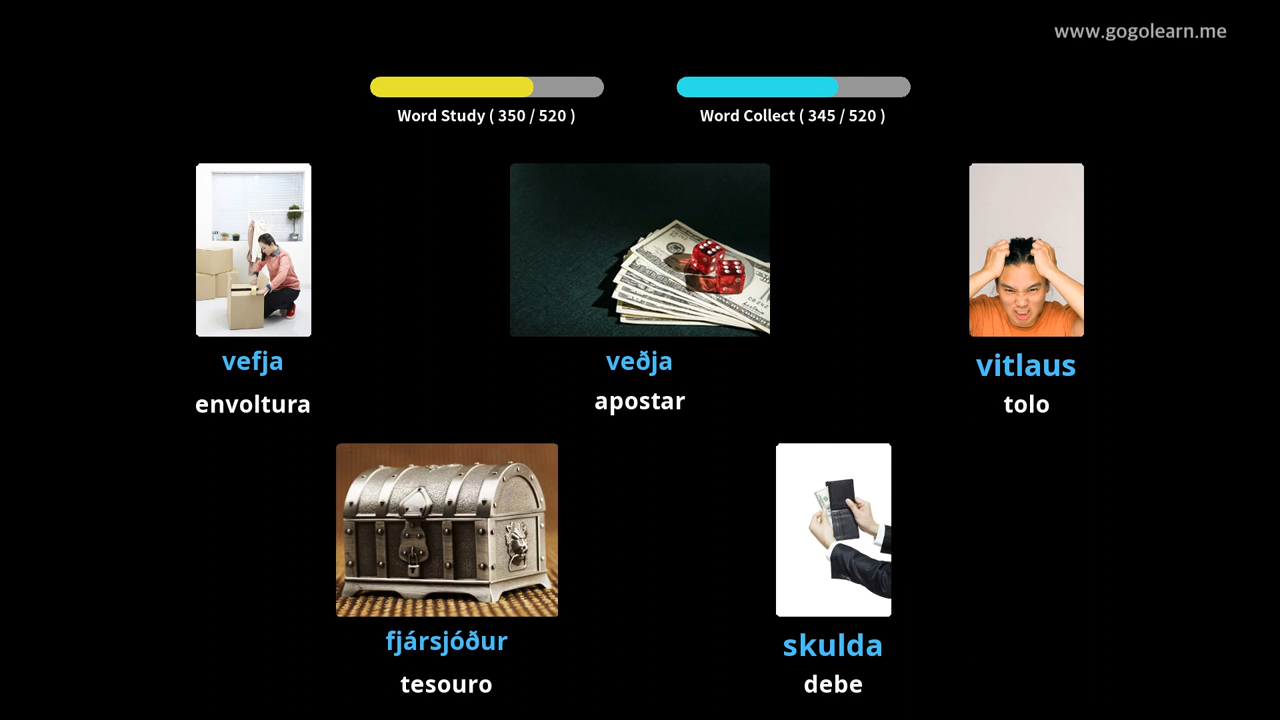 www.gogolearn.me
Word Study ( 350 / 520 )
Word Collect ( 345 / 520 )
vefja
envoltura
veðja
apostar
vitlaus
tolo
fjársjóður
tesouro
skulda
debe